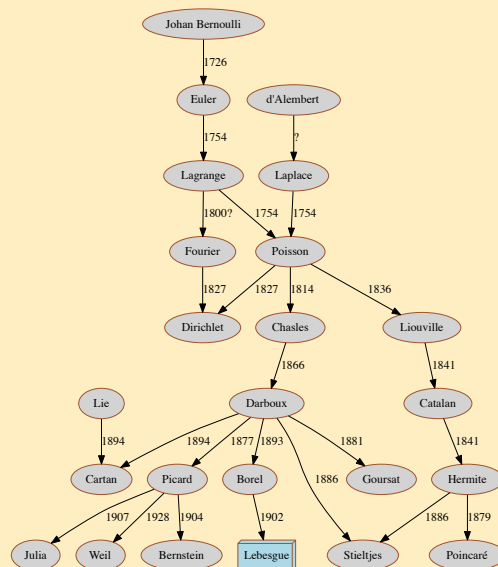 Johan Bernoulli
1726
Euler
d'Alembert
1754
?
Lagrange
Laplace
1800?
1754
1754
Fourier
Poisson
1827
1827
1814
1836
Dirichlet
Chasles
Liouville
1866
1841
Lie
Darboux
Catalan
1894
1894
1877
1893
1881
1841
Cartan
Picard
Borel
1886
Goursat
Hermite
1907
1928
1904
1902
1886
1879
Julia
Weil
Bernstein
Lebesgue
Stieltjes
Poincaré